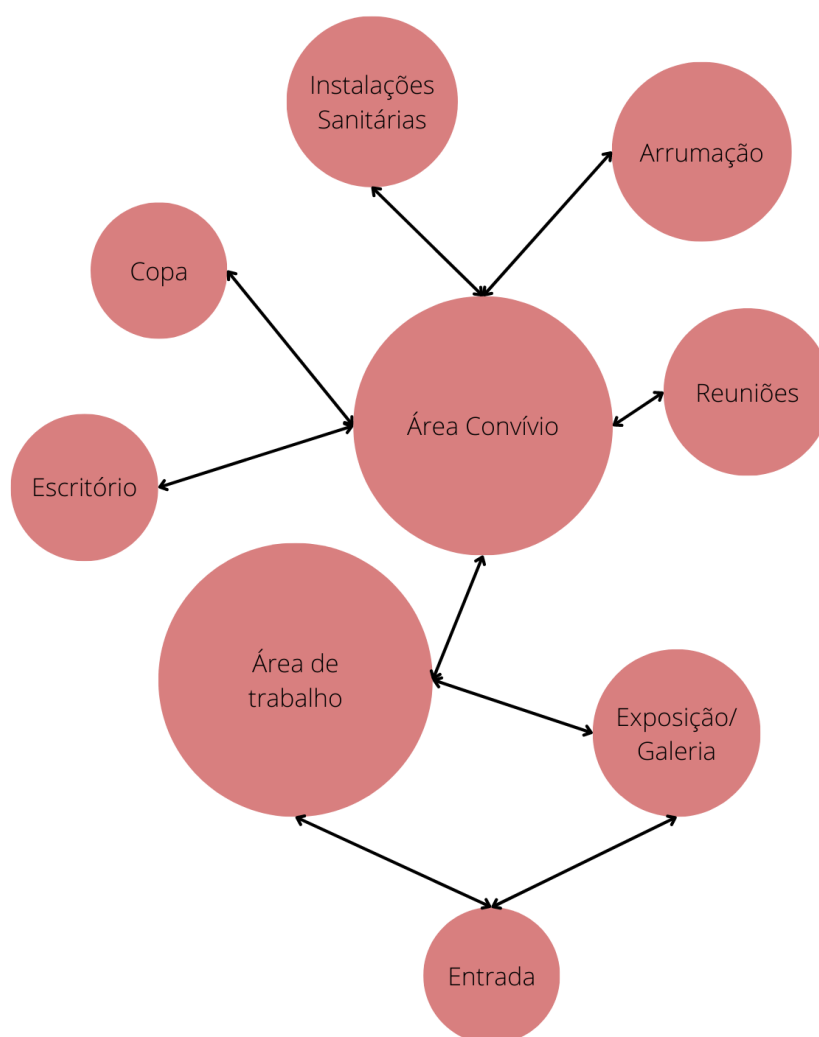 Instalações
Sanitárias
Arrumação
Copa
Reuniões
Área Convívio
Escritório
Área de
trabalho
Exposição/
Galeria
Entrada